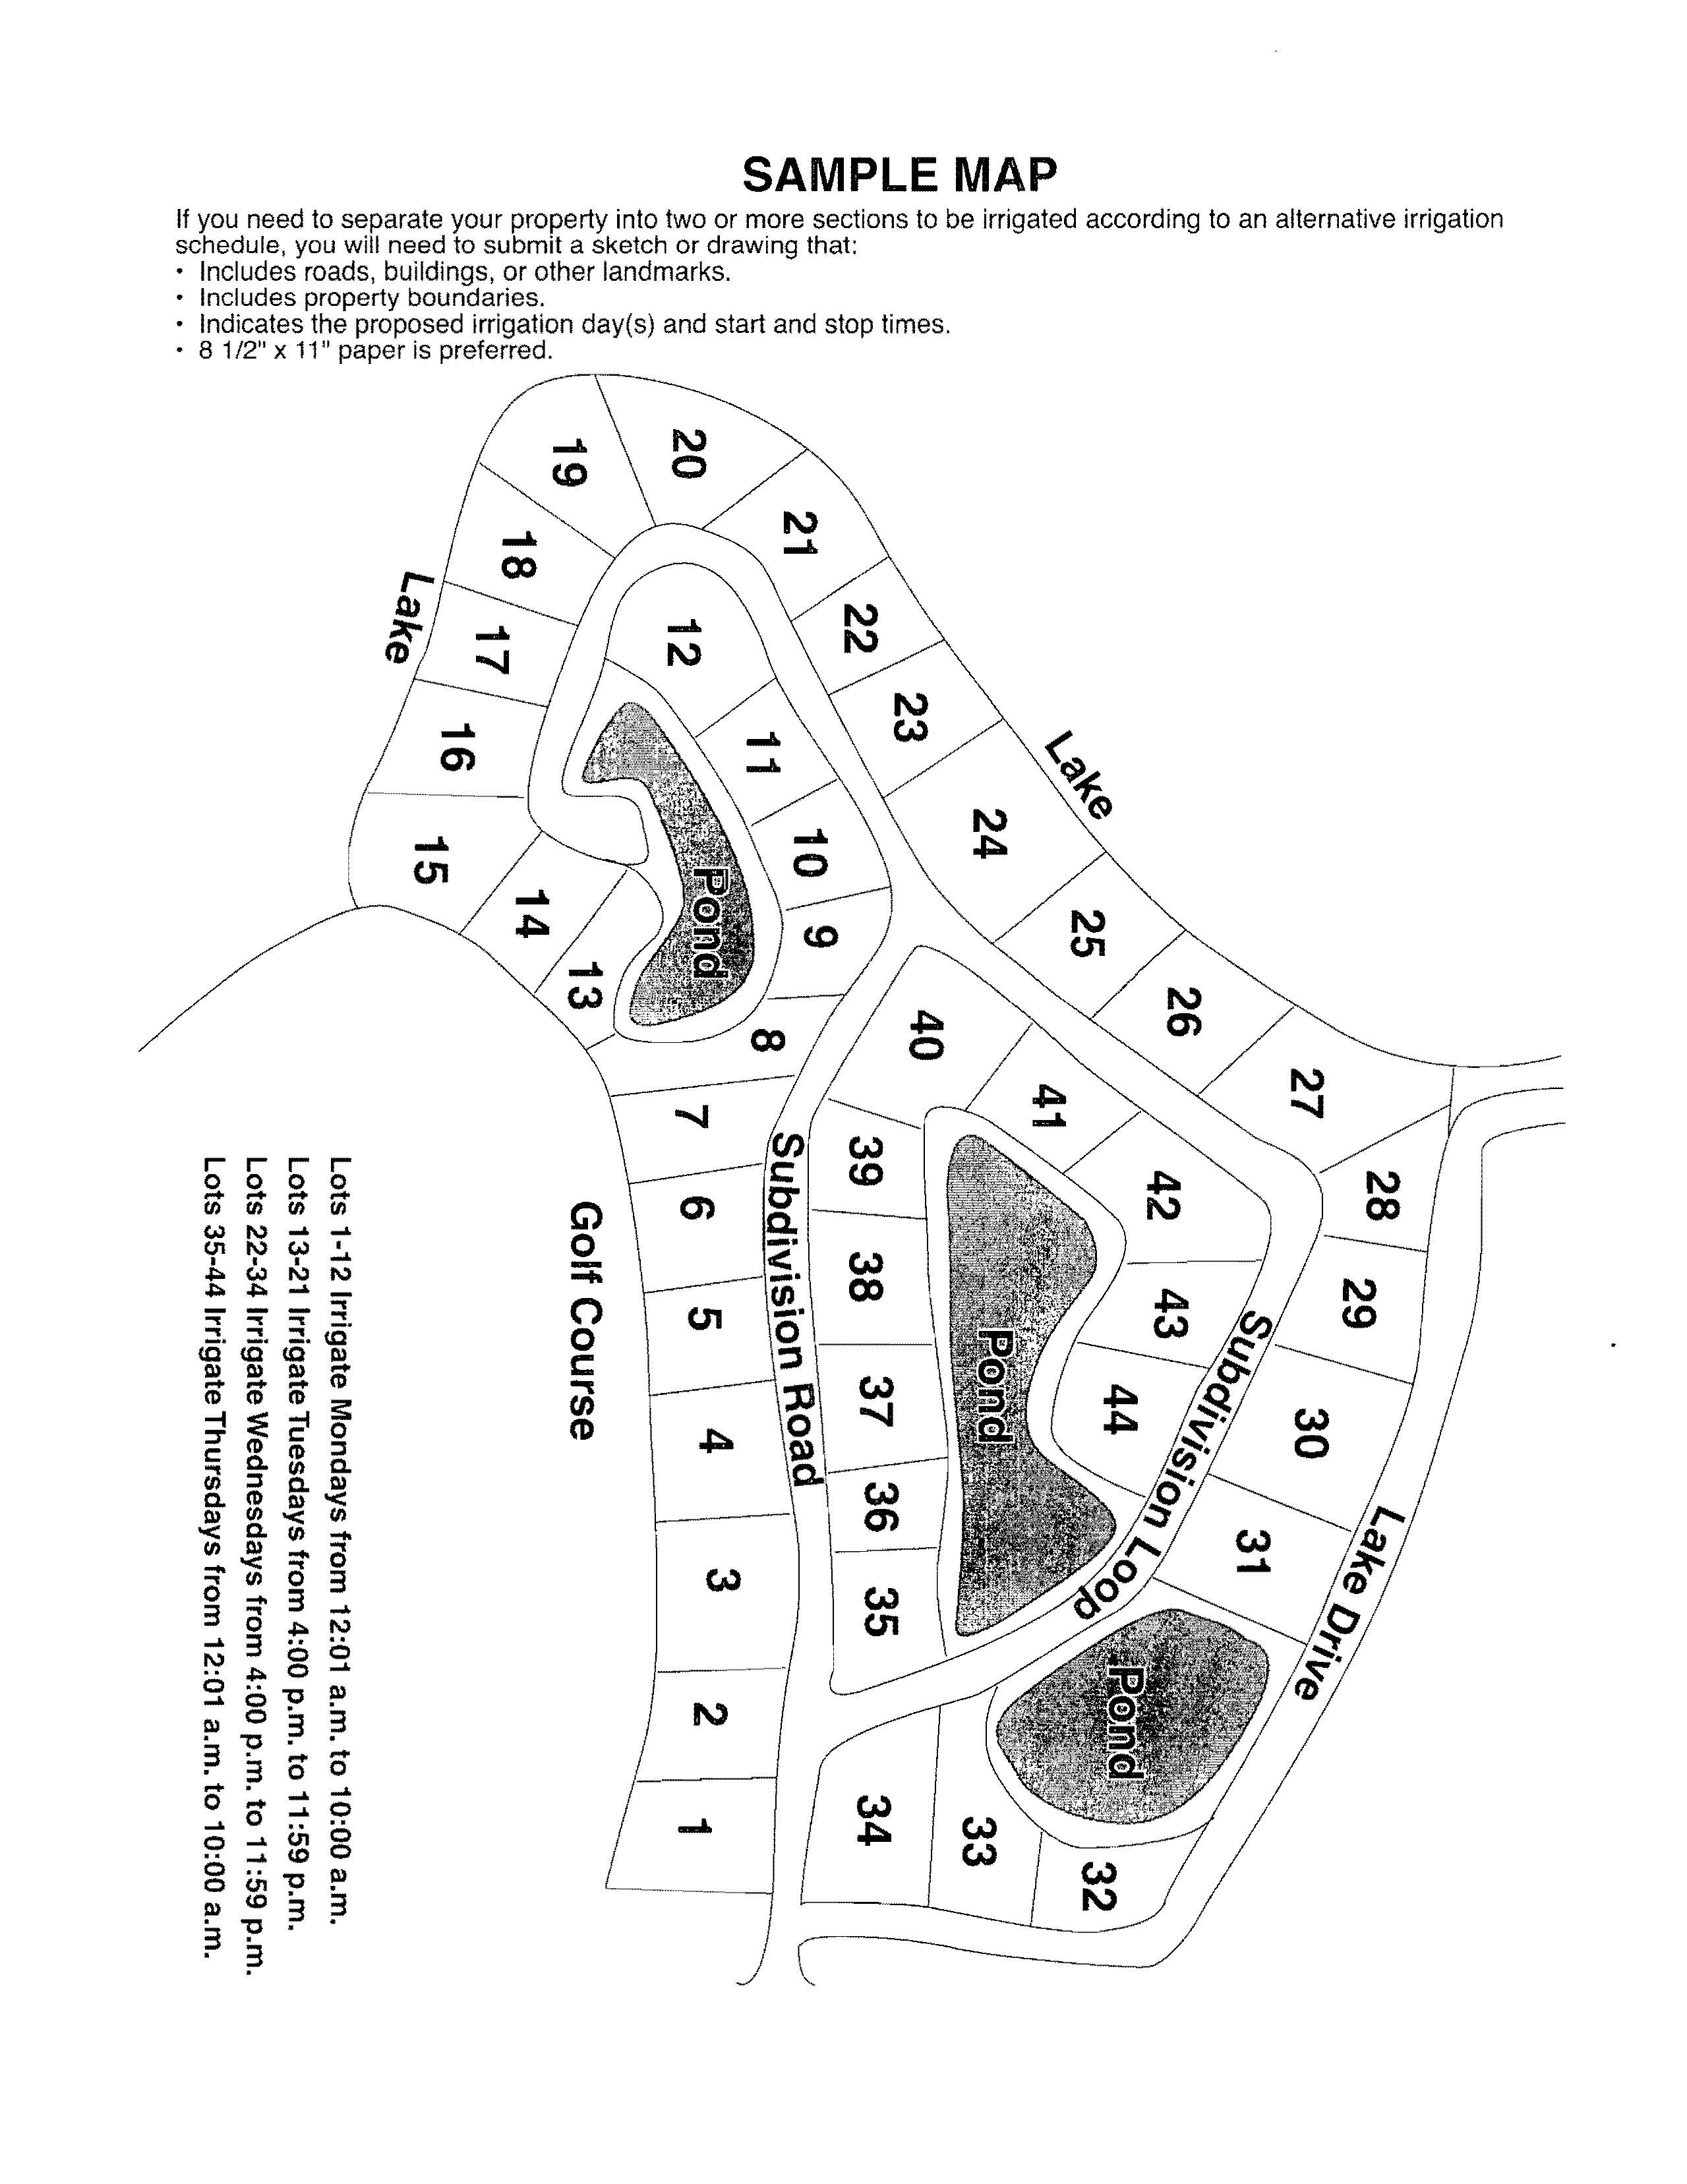 SAMPLE MAP
If you need to separate your property into two or more sections to be irrigated according to an alternative irrigation
schedule, you will need to submit a sketch or drawing that:
• Includes roads, buildings, or other landmarks.
• Includes property boundaries.
• Indicates the proposed irrigation day(s) and start and stop times.
• 8 1/2" x 11" paper is preferred.
19
20
21
18
22
17
12
Lake
23
16
11
Lake
24
15
10
14
Pond
9
25
13
26
8
40
27
7
41
39
42
28
6
Subdivision Road
38
43
29
5
Golf Course
37
Pond
44
Subdivision Loop
30
4
36
31
Lake Drive
3
35
2
Pond
1
34
33
32
Lots 1-12 Irrigate Mondays from 12:01 a.m. to 10:00 a.m.
Lots 13-21 Irrigate Tuesdays from 4:00 p.m. to 11:59 p.m.
Lots 22-34 Irrigate Wednesdays from 4:00 p.m. to 11:59 p.m.
Lots 35-44 Irrigate Thursdays from 12:01 a.m. to 10:00 a.m.